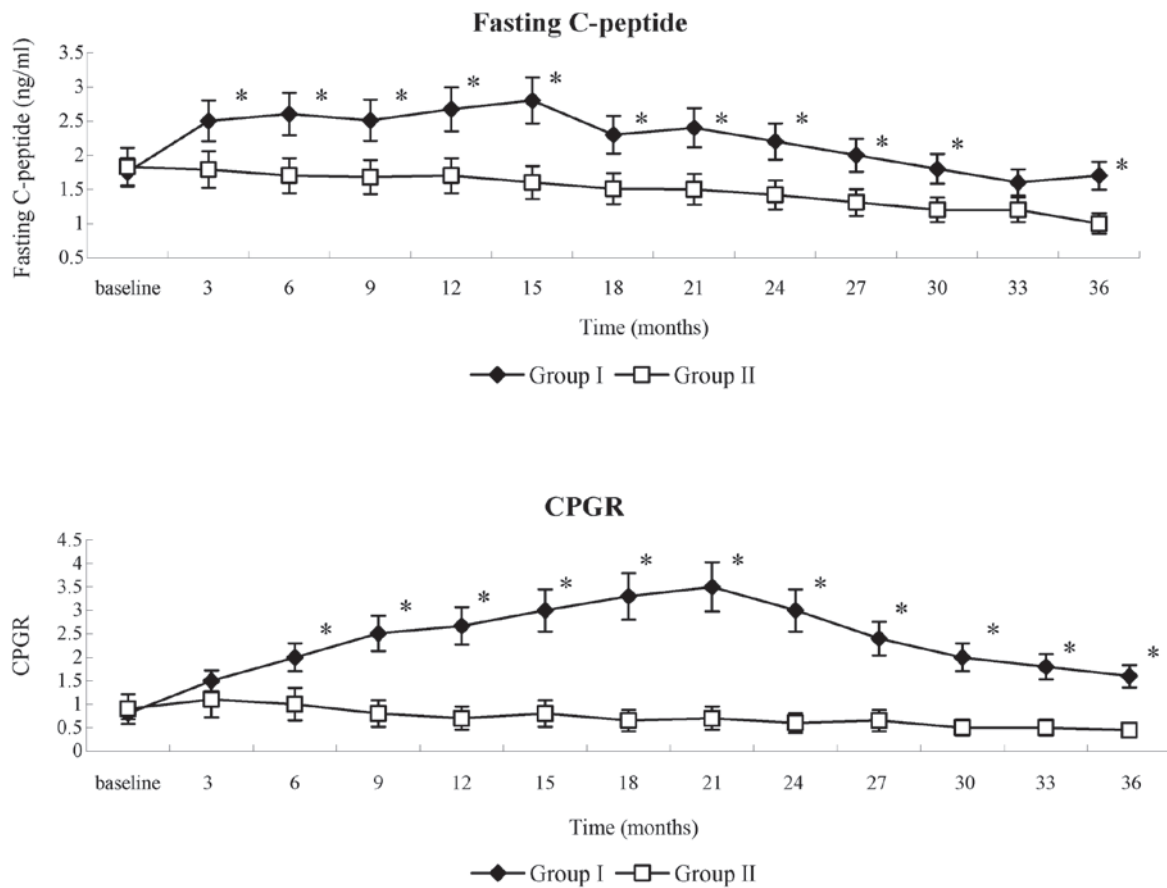 Fasting C-peptide
Fasting C-peptide (ng/ml)
3.5
3
2.5
2
1.5
1
0.5
* * * * * * * * * * *
baseline 3 6 9 12 15 18 21 24 27 30 33 36
Time (months)
Group I Group II
CPGR
CPGR
4.5
4
3.5
3
2.5
2
1.5
1
0.5
0
* * * * * * * * * * *
baseline 3 6 9 12 15 18 21 24 27 30 33 36
Time (months)
Group I Group II